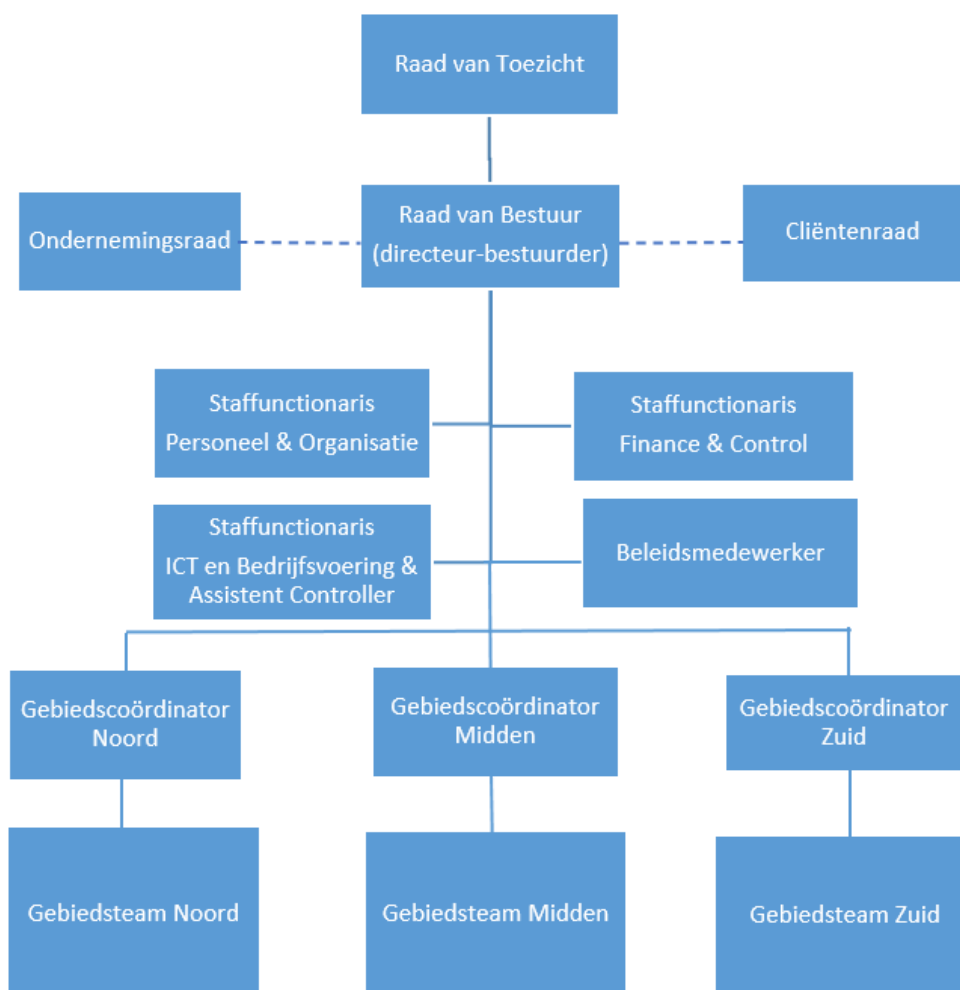 Raad van Toezicht
Ondernemingsraad
Raad van Bestuur
(directeur-bestuurder)
Cliëntenraad
Staffunctionaris
Personeel & Organisatie
Staffunctionaris
Finance & Control
Staffunctionaris
ICT en Bedrijfsvoering &
Assistent Controller
Beleidsmedewerker
Gebiedscoördinator
Noord
Gebiedscoördinator
Midden
Gebiedscoördinator
Zuid
Gebiedsteam Noord
Gebiedsteam Midden
Gebiedsteam Zuid